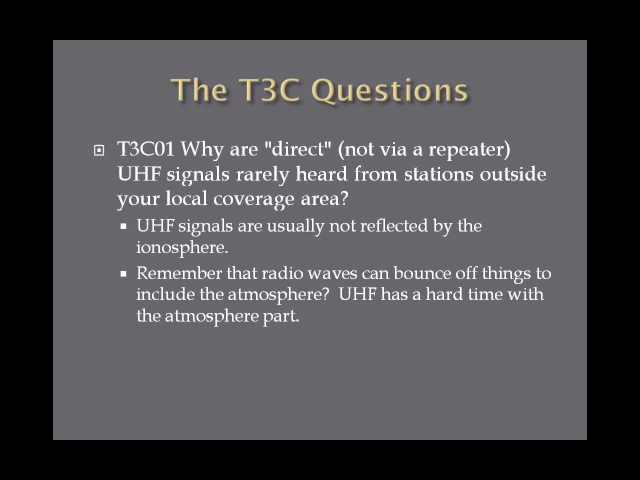 The T3C Questions
T3C01 Why are "direct" (not via a repeater)
UHF signals rarely heard from stations outside
your local coverage area?
UHF signals are usually not reflected by the
ionosphere.
Remember that radio waves can bounce off things to
include the atmosphere?  UHF has a hard time with
the atmosphere part.